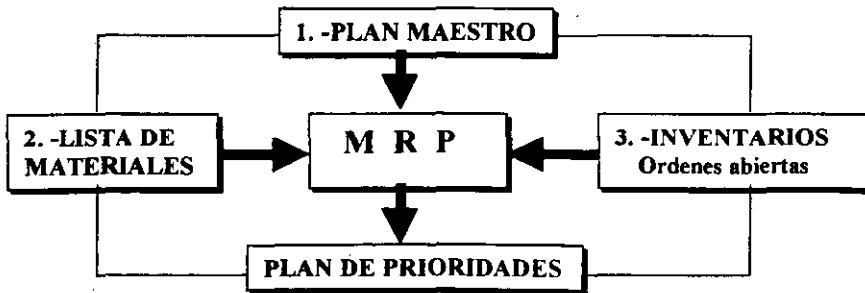 1. -PLAN MAESTRO
2. -LISTA DE
MATERIALES
M R P
3. -INVENTARIOS
Ordenes abiertas
PLAN DE PRIORIDADES